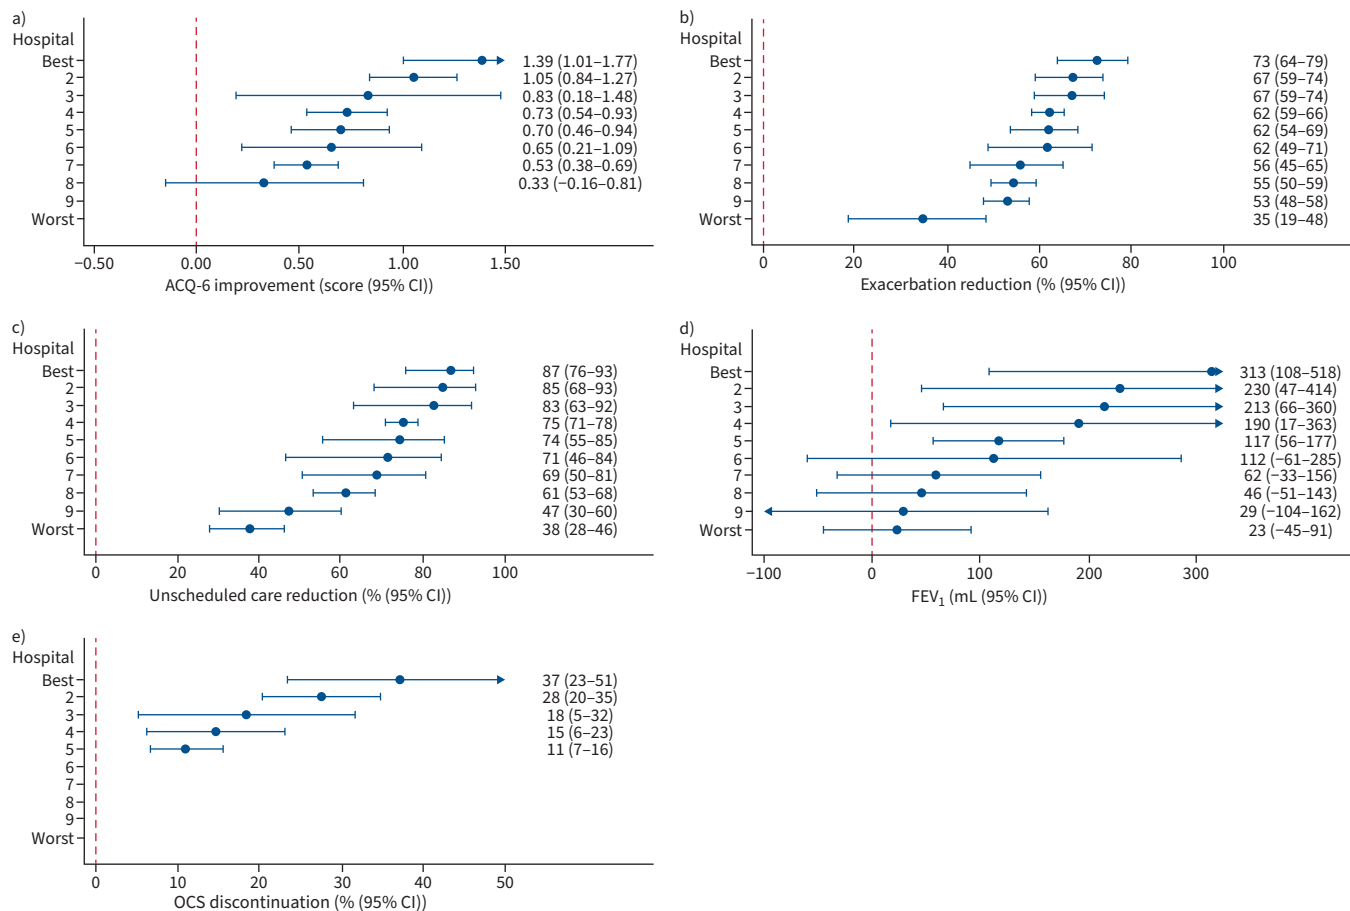 a)
Hospital
Best 1.39 (1.01–1.77)
2 1.05 (0.84–1.27)
3 0.83 (0.18–1.48)
4 0.73 (0.54–0.93)
5 0.70 (0.46–0.94)
6 0.65 (0.21–1.09)
7 0.53 (0.38–0.69)
8 0.33 (−0.16–0.81)
9
Worst
−0.50 0.00 0.50 1.00 1.50
ACQ-6 improvement (score (95% CI))
b)
Hospital
Best 73 (64–79)
2 67 (59–74)
3 67 (59–74)
4 62 (59–66)
5 62 (54–69)
6 62 (49–71)
7 56 (45–65)
8 55 (50–59)
9 53 (48–58)
Worst 35 (19–48)
0 20 40 60 80 100
Exacerbation reduction (% (95% CI))
c)
Hospital
Best 87 (76–93)
2 85 (68–93)
3 83 (63–92)
4 75 (71–78)
5 74 (55–85)
6 71 (46–84)
7 69 (50–81)
8 61 (53–68)
9 47 (30–60)
Worst 38 (28–46)
0 20 40 60 80 100
Unscheduled care reduction (% (95% CI))
d)
Hospital
Best 313 (108–518)
2 230 (47–414)
3 213 (66–360)
4 190 (17–363)
5 117 (56–177)
6 112 (−61–285)
7 62 (−33–156)
8 46 (−51–143)
9 29 (−104–162)
Worst 23 (−45–91)
−100 0 100 200 300
FEV1 (mL (95% CI))
e)
Hospital
Best 37 (23–51)
2 28 (20–35)
3 18 (5–32)
4 15 (6–23)
5 11 (7–16)
6
7
8
9
Worst
0 10 20 30 40 50
OCS discontinuation (% (95% CI))